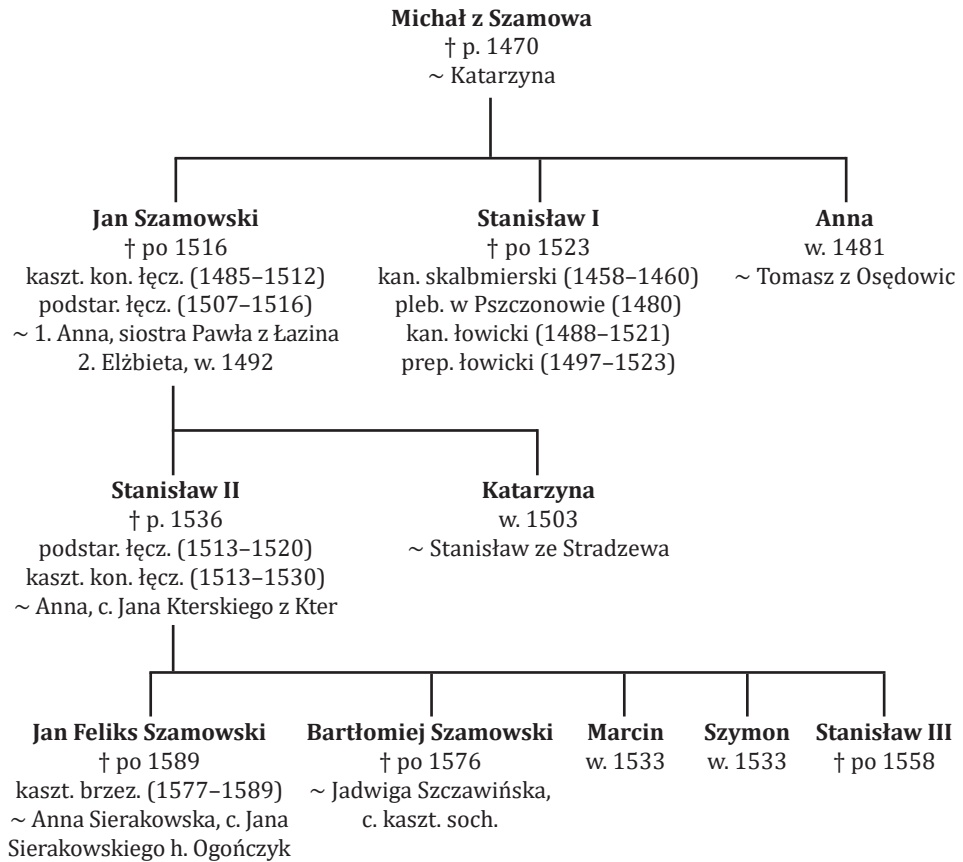 Michał z Szamowa
† p. 1470
~ Katarzyna
Jan Szamowski
† po 1516
kaszt. kon. łęcz. (1485–1512)
podstar. łęcz. (1507–1516)
~ 1. Anna, siostra Pawła z Łazina
2. Elżbieta, w. 1492
Stanisław I
† po 1523
kan. skalbmierski (1458–1460)
pleb. w Pszczonowie (1480)
kan. łowicki (1488–1521)
prep. łowicki (1497–1523)
Anna
w. 1481
~ Tomasz z Osędowic
Stanisław II
† p. 1536
podstar. łęcz. (1513–1520)
kaszt. kon. łęcz. (1513–1530)
~ Anna, c. Jana Kterskiego z Kter
Katarzyna
w. 1503
~ Stanisław ze Stradzewa
Jan Feliks Szamowski
† po 1589
kaszt. brzez. (1577–1589)
~ Anna Sierakowska, c. Jana
Sierakowskiego h. Ogończyk
Bartłomiej Szamowski
† po 1576
~ Jadwiga Szczawińska,
c. kaszt. soch.
Marcin
w. 1533
Szymon
w. 1533
Stanisław III
† po 1558